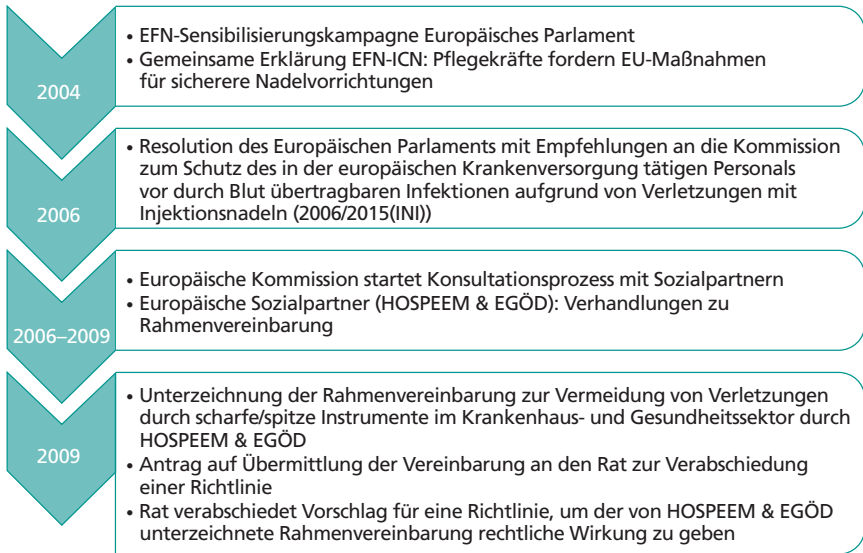 2004
• EFN-Sensibilisierungskampagne Europäisches Parlament
• Gemeinsame Erklärung EFN-ICN: Pflegekräfte fordern EU-Maßnahmen
für sicherere Nadelvorrichtungen
2006
• Resolution des Europäischen Parlaments mit Empfehlungen an die Kommission
zum Schutz des in der europäischen Krankenversorgung tätigen Personals
vor durch Blut übertragbaren Infektionen aufgrund von Verletzungen mit
Injektionsnadeln (2006/2015(INI))
2006–2009
• Europäische Kommission startet Konsultationsprozess mit Sozialpartnern
• Europäische Sozialpartner (HOSPEEM & EGÖD): Verhandlungen zu
Rahmenvereinbarung
2009
• Unterzeichnung der Rahmenvereinbarung zur Vermeidung von Verletzungen
durch scharfe/spitze Instrumente im Krankenhaus- und Gesundheitssektor durch
HOSPEEM & EGÖD
• Antrag auf Übermittlung der Vereinbarung an den Rat zur Verabschiedung
einer Richtlinie
• Rat verabschiedet Vorschlag für eine Richtlinie, um der von HOSPEEM & EGÖD
unterzeichnete Rahmenvereinbarung rechtliche Wirkung zu geben